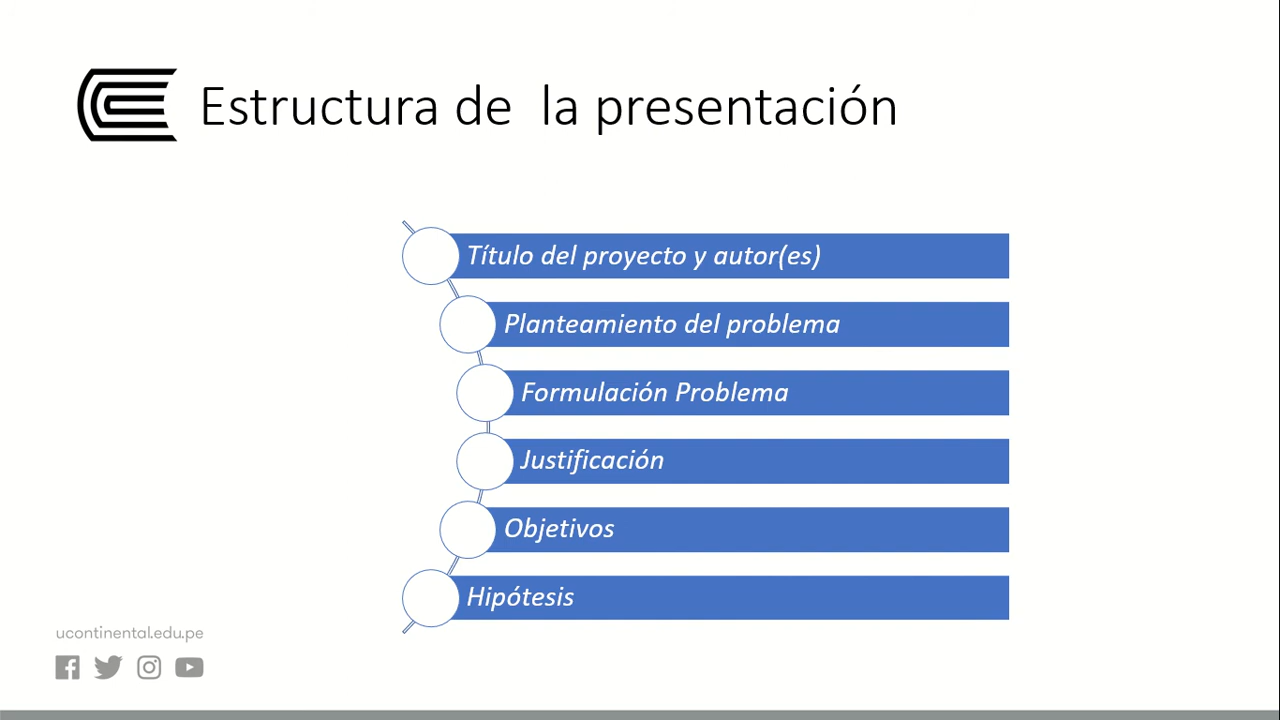 Estructura de  la presentación
Título del proyecto y autor(es)
Planteamiento del problema
Formulación Problema
Justificación
Objetivos
Hipótesis
ucontinental.edu.pe